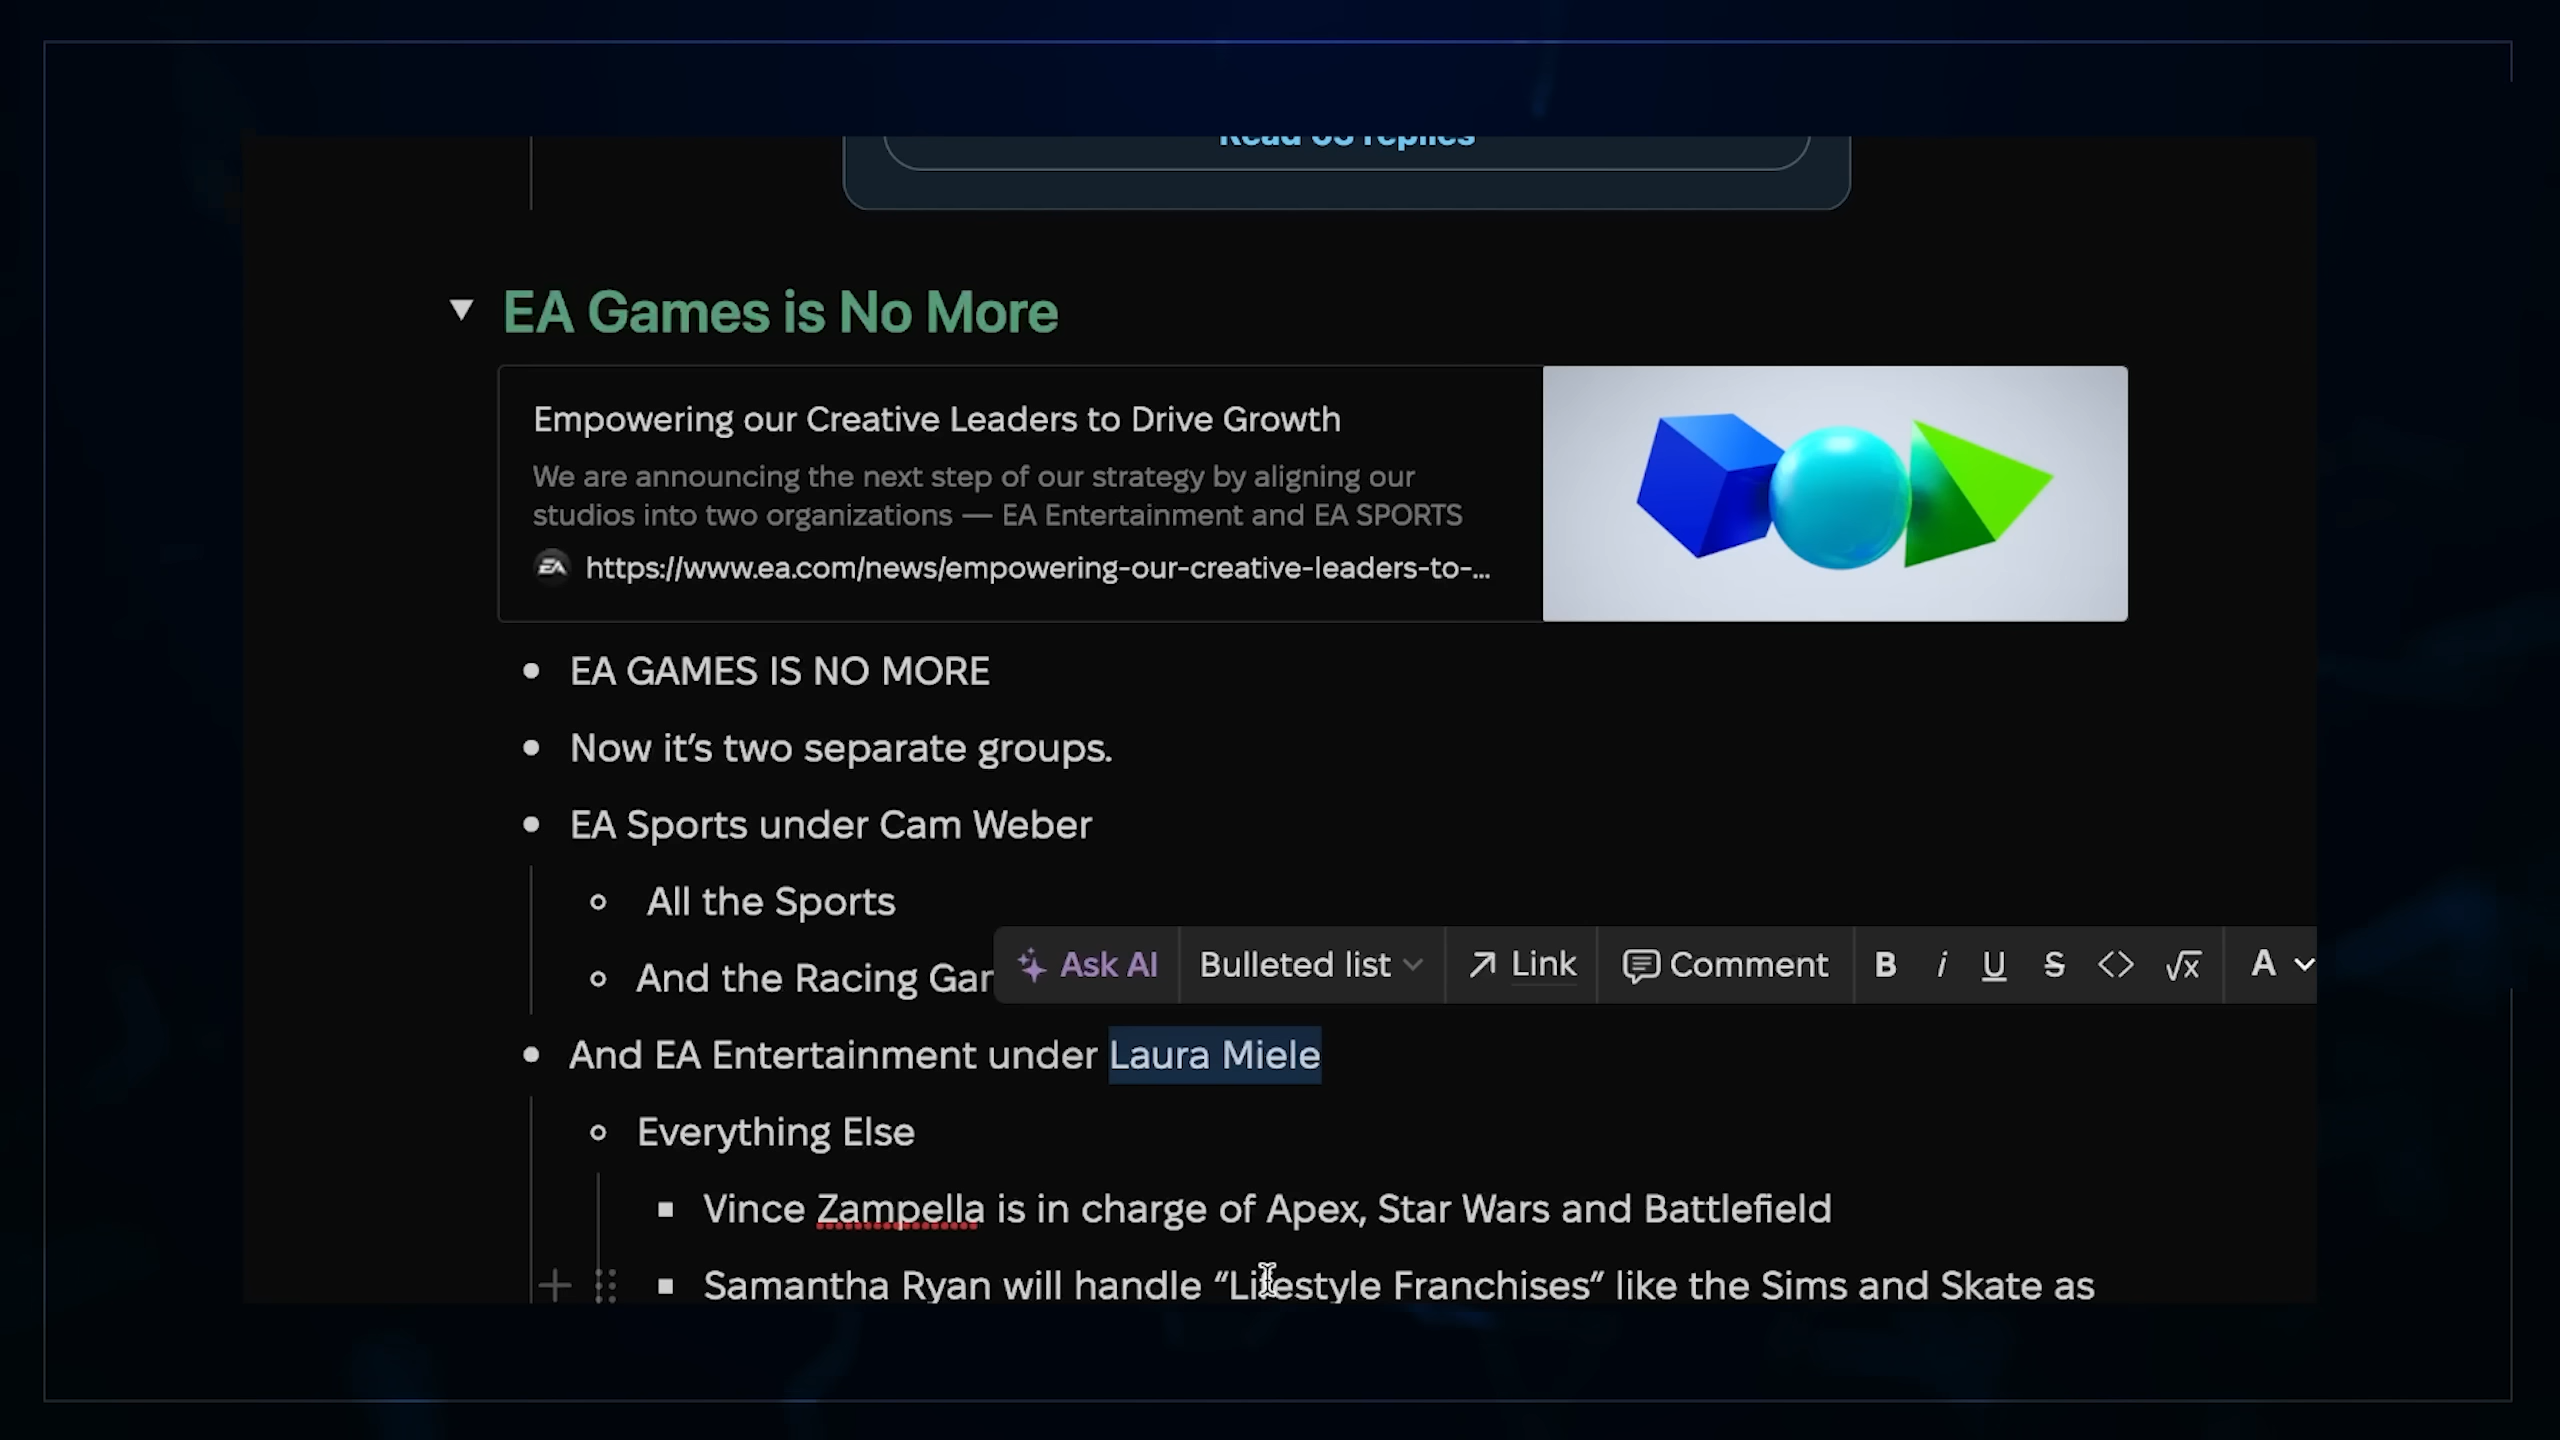 Read 63 replies
EA Games is No More
Empowering our Creative Leaders to Drive Growth
We are announcing the next step of our strategy by aligning our
studios into two organizations — EA Entertainment and EA SPORTS
EA https://www.ea.com/news/empowering-our-creative-leaders-to-...
• EA GAMES IS NO MORE
• Now it’s two separate groups.
• EA Sports under Cam Weber
All the Sports
And the Racing Gar
Ask AI Bulleted list Link Comment B i U S <> √x A
• And EA Entertainment under Laura Miele
Everything Else
Vince Zampella is in charge of Apex, Star Wars and Battlefield
Samantha Ryan will handle “Lifestyle Franchises” like the Sims and Skate as